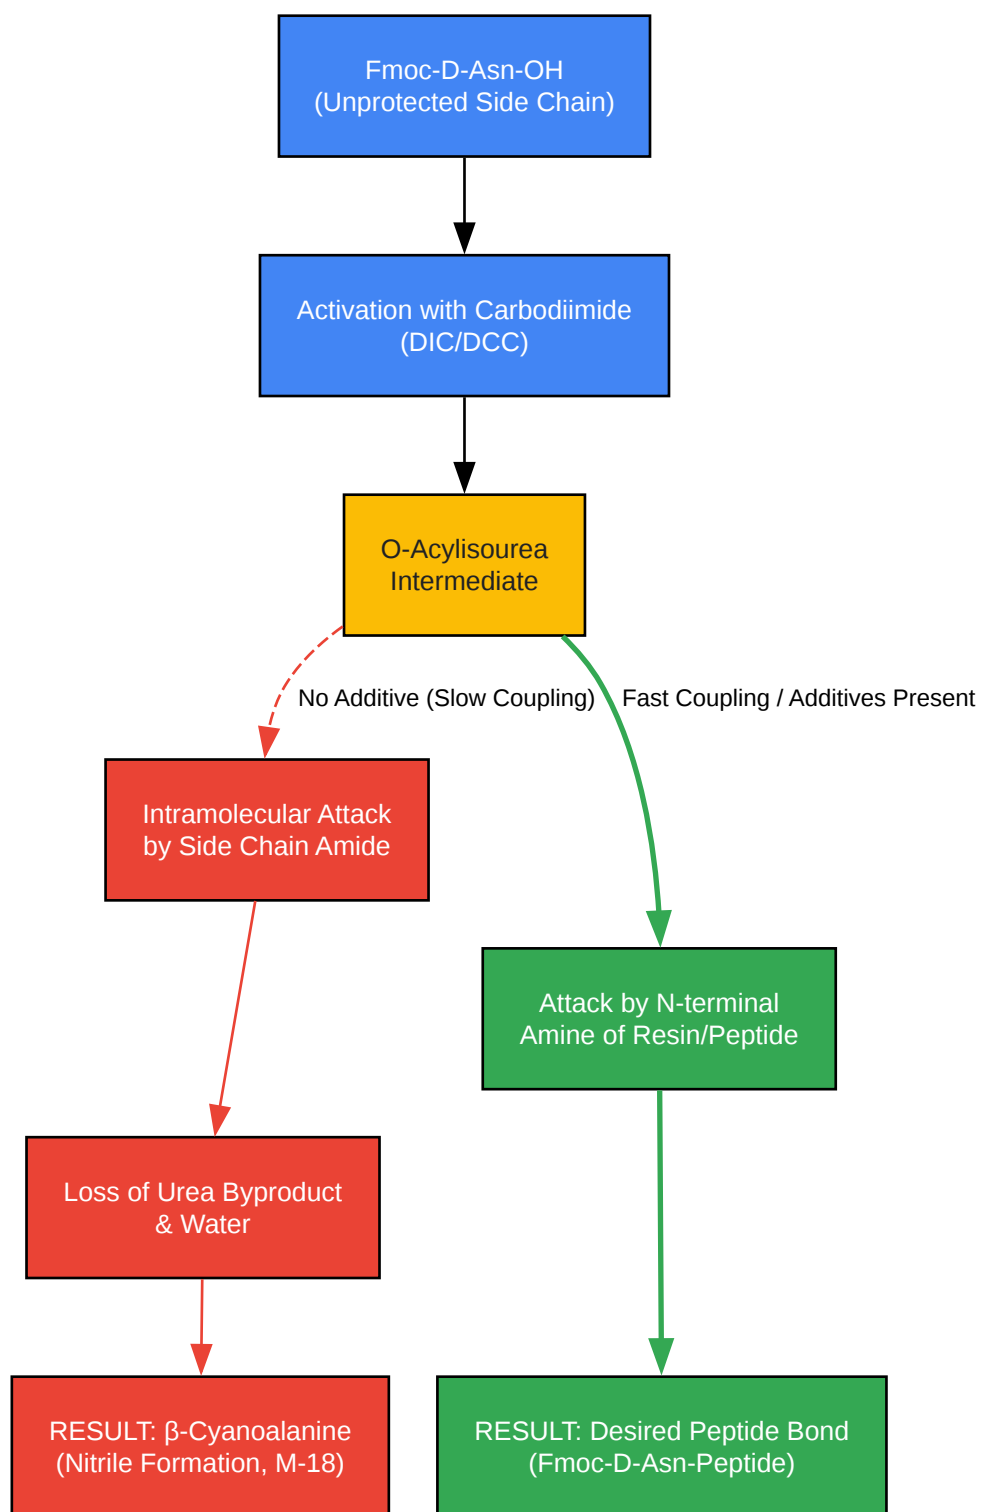 Fmoc-D-Asn-OH
(Unprotected Side Chain)
Activation with Carbodiimide
(DIC/DCC)
O-Acylisourea
Intermediate
No Additive (Slow Coupling)
Fast Coupling / Additives Present
Intramolecular Attack
by Side Chain Amide
Attack by N-terminal
Amine of Resin/Peptide
Loss of Urea Byproduct
& Water
RESULT: β-Cyanoalanine
(Nitrile Formation, M-18)
RESULT: Desired Peptide Bond
(Fmoc-D-Asn-Peptide)